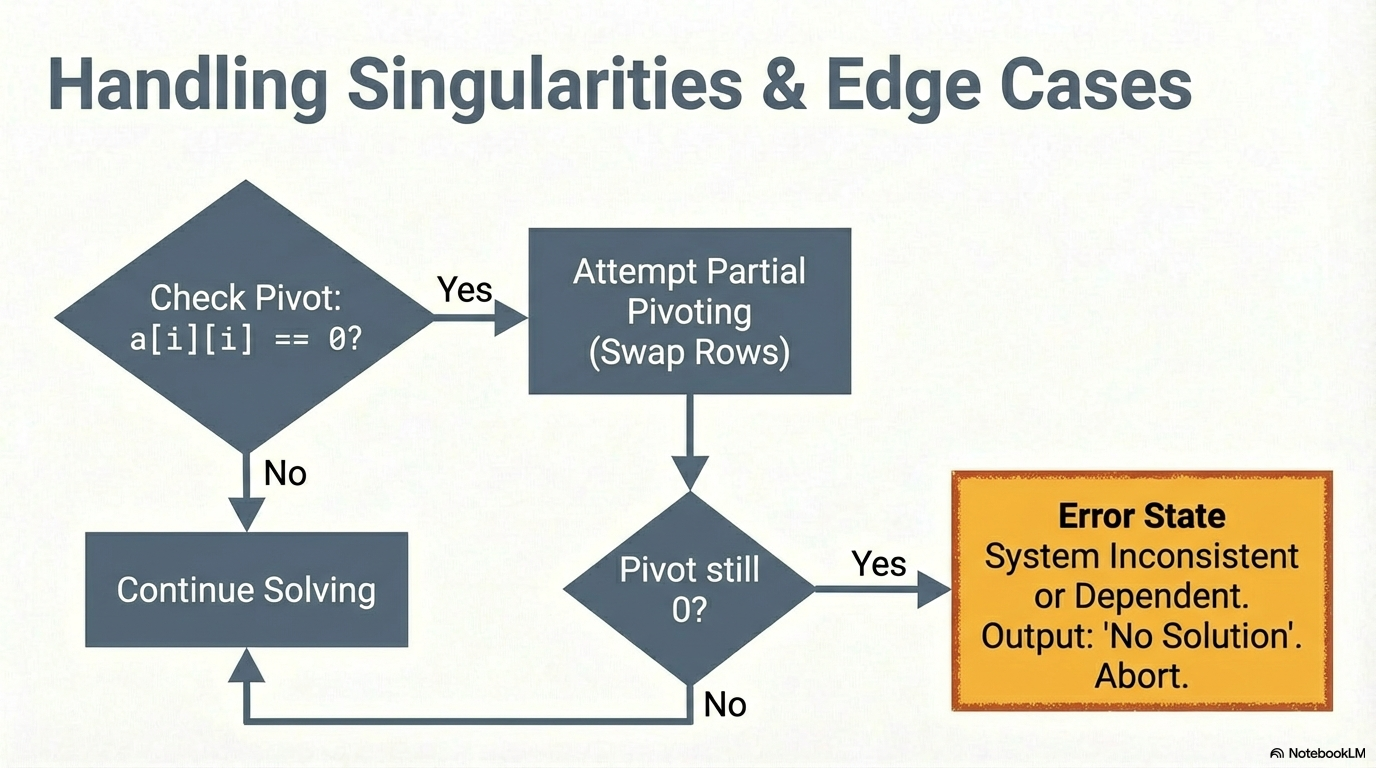 Handling Singularities & Edge Cases
Check Pivot:
a[i][i] == 0?
Yes
Attempt Partial
Pivoting
(Swap Rows)
No
Continue Solving
Pivot still
0?
Yes
Error State
System Inconsistent
or Dependent.
Output: 'No Solution'.
Abort.
No
NotebookLM